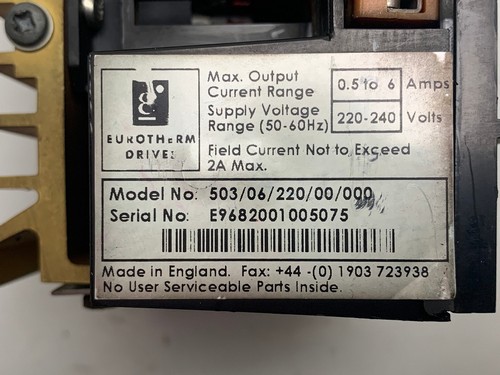 Max. Output
Current Range
0.5 to 6 Amps
Supply Voltage
Range (50-60Hz)
220-240 Volts
EUROTHERM
DRIVES
Field Current Not to Exceed
2A Max.
Model No: 503/06/220/00/000
Serial No: E9682001005075
Made in England. Fax: +44 -(0) 1903 723938
No User Serviceable Parts Inside.